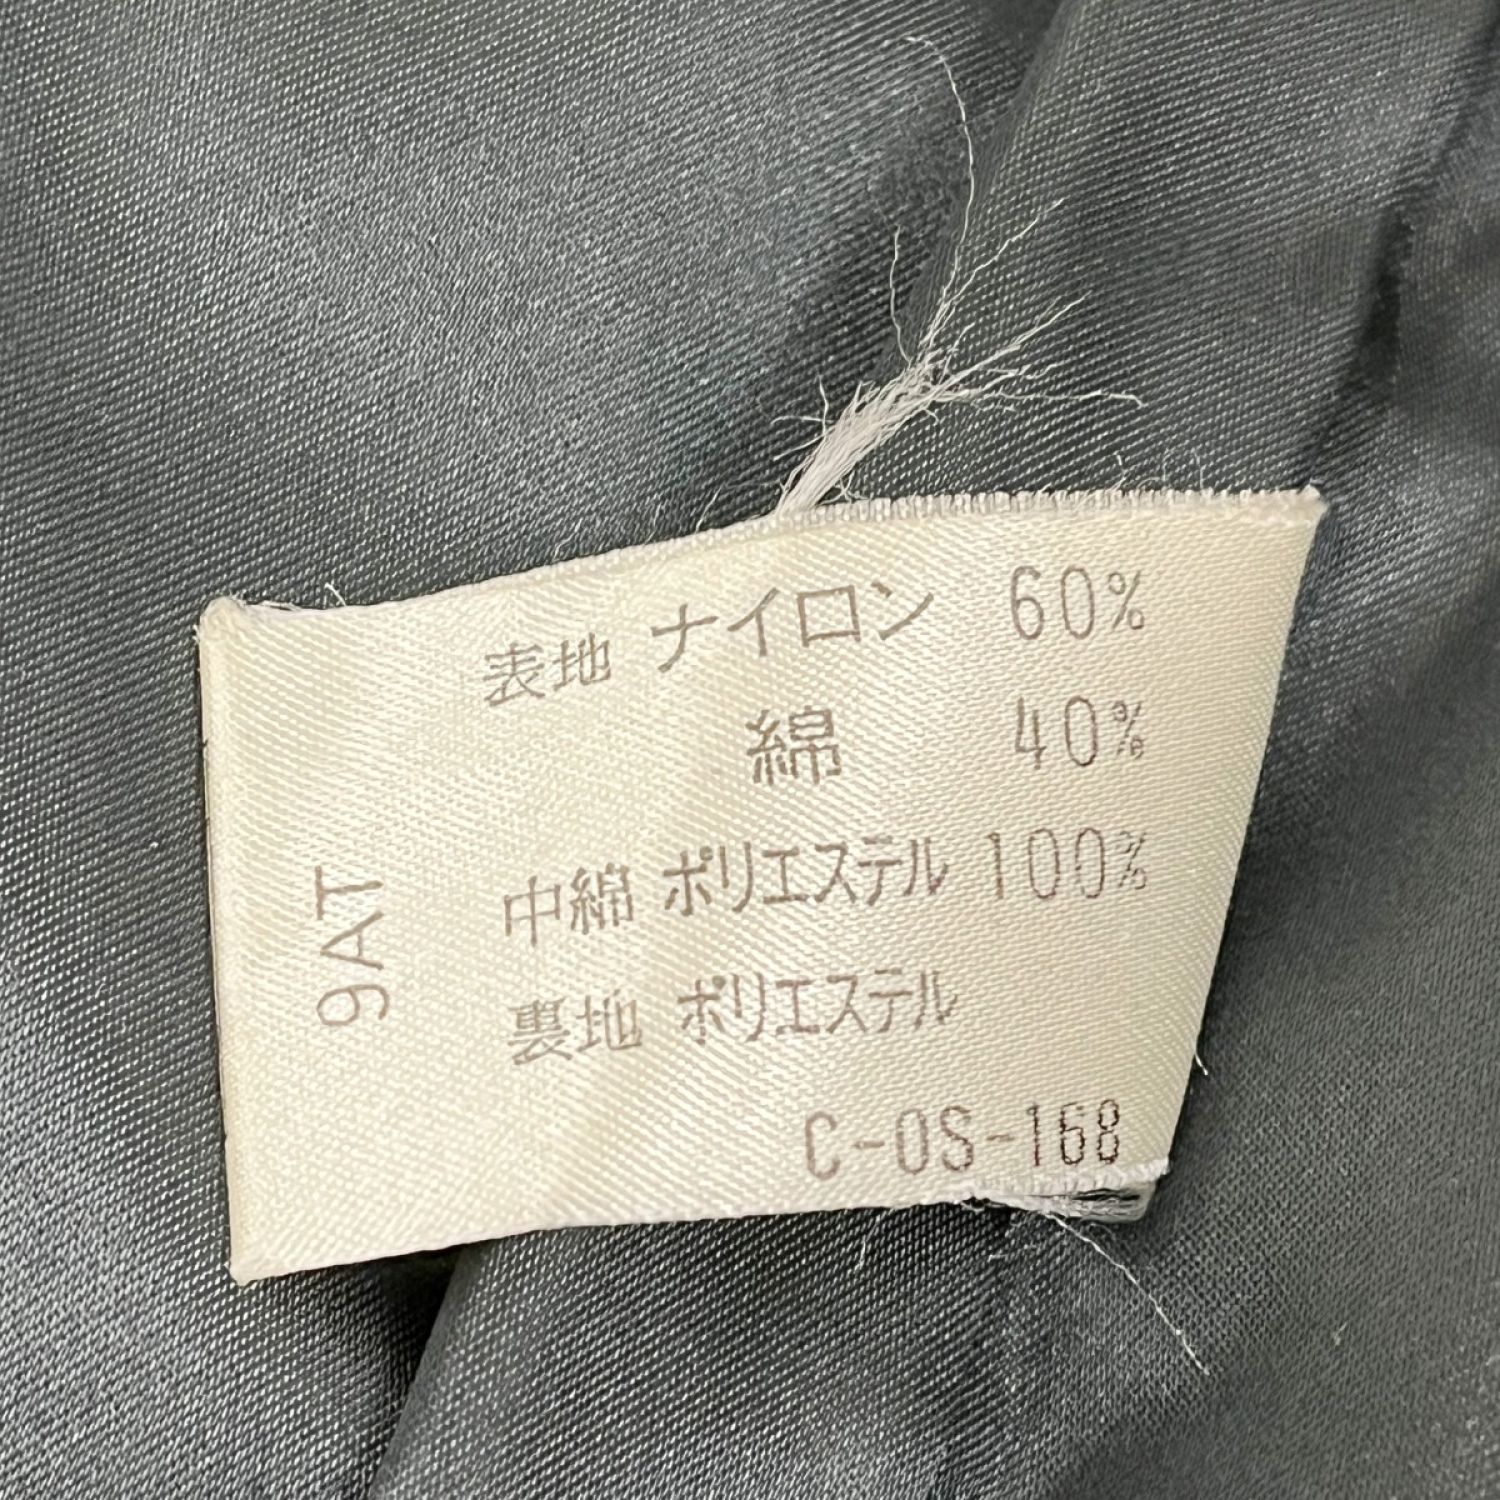 表地 ナイロン 60%
綿 40%
中綿 ポリエステル 100%
裏地 ポリエステル
C-OS-168
9AT